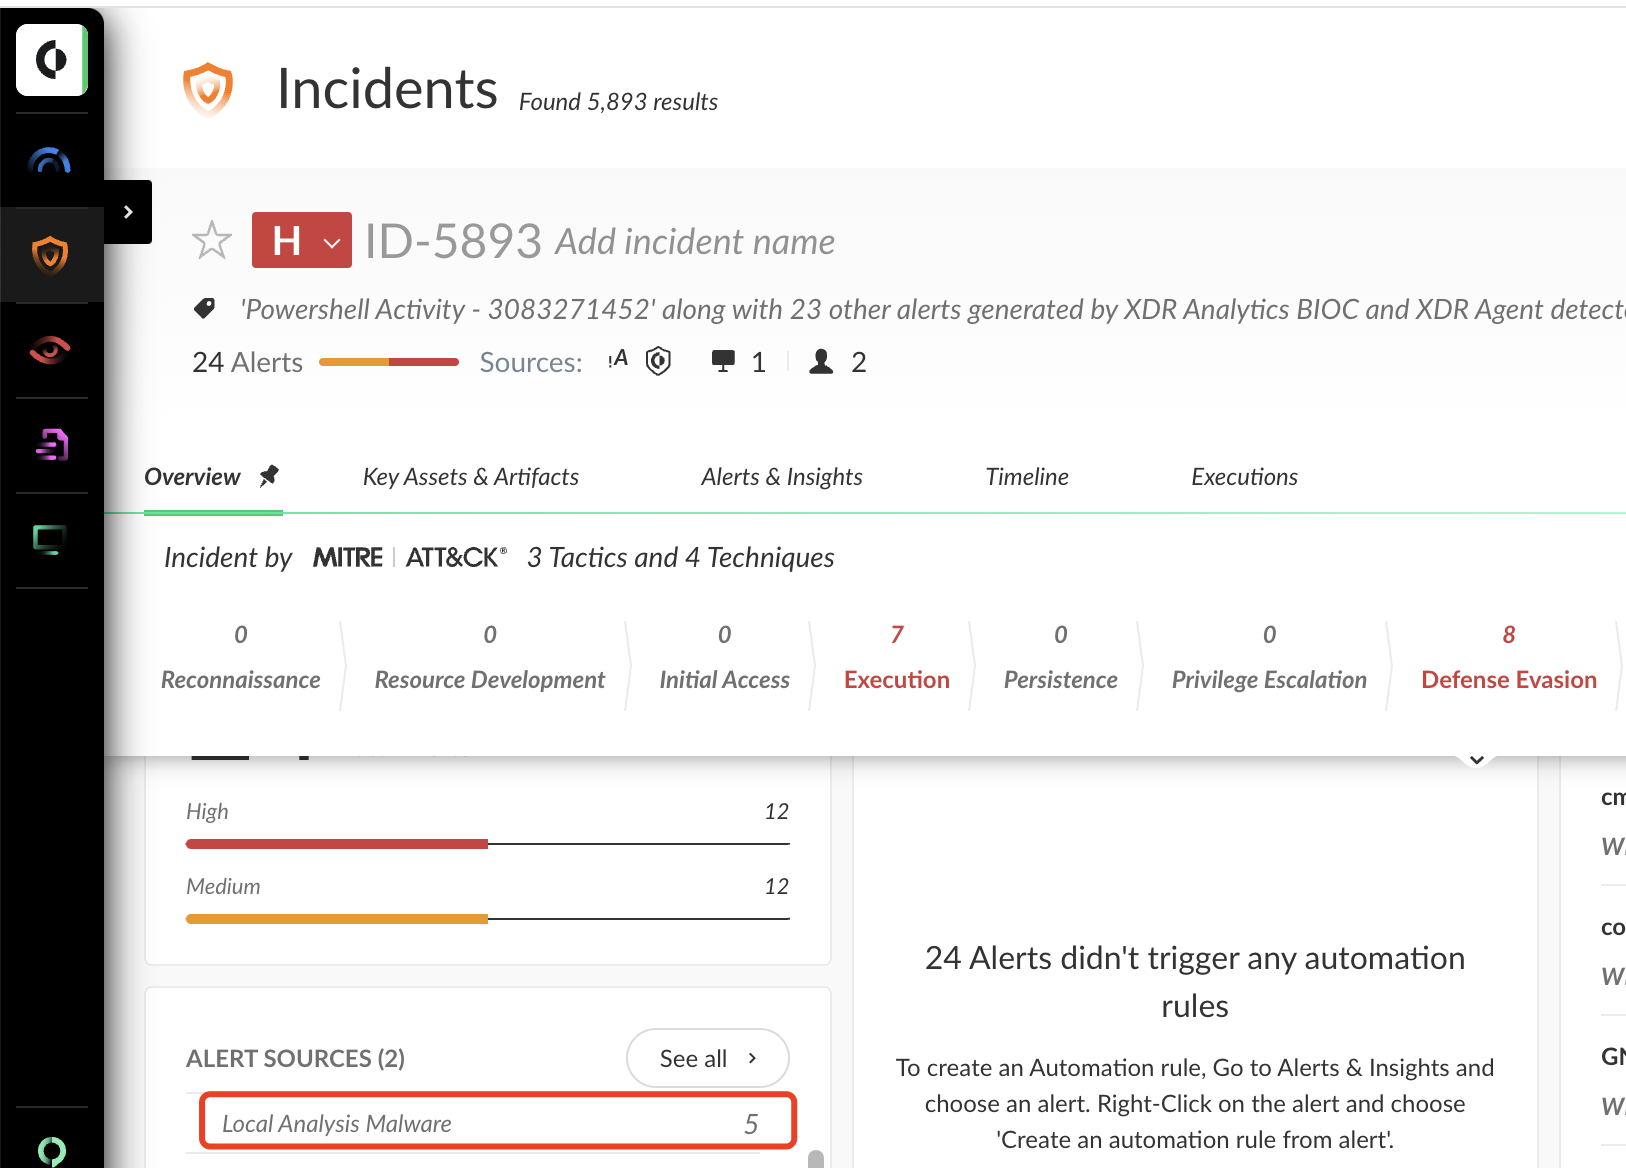 Incidents Found 5,893 results
H ID-5893 Add incident name
'Powershell Activity - 3083271452' along with 23 other alerts generated by XDR Analytics BIOC and XDR Agent
24 Alerts Sources: !A 1 2
Overview Key Assets & Artifacts Alerts & Insights Timeline Executions
Incident by MITRE | ATT&CK® 3 Tactics and 4 Techniques
0 0 0 7 0 0 8
Reconnaissance Resource Development Initial Access Execution Persistence Privilege Escalation Defense Evasion
High 12
Medium 12
24 Alerts didn't trigger any automation
rules
To create an Automation rule, Go to Alerts & Insights and
choose an alert. Right-Click on the alert and choose
'Create an automation rule from alert'.
ALERT SOURCES (2) See all
Local Analysis Malware 5